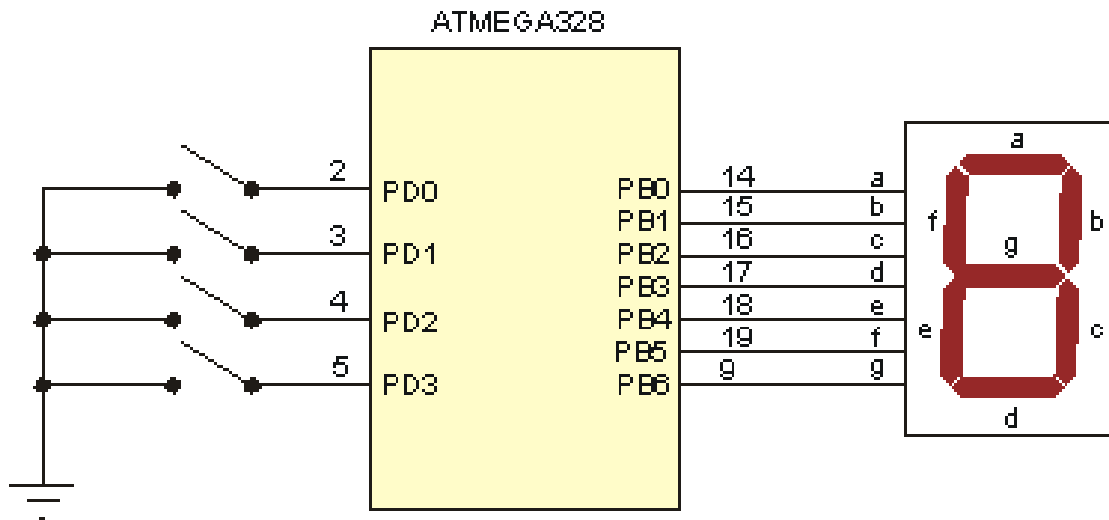 ATMEGA328
2 PD0
3 PD1
4 PD2
5 PD3
PB0 14 a
PB1 15 b
PB2 16 c
PB3 17 d
PB4 18 e
PB5 19 f
PB6 9 g
a
f b
g
e c
d